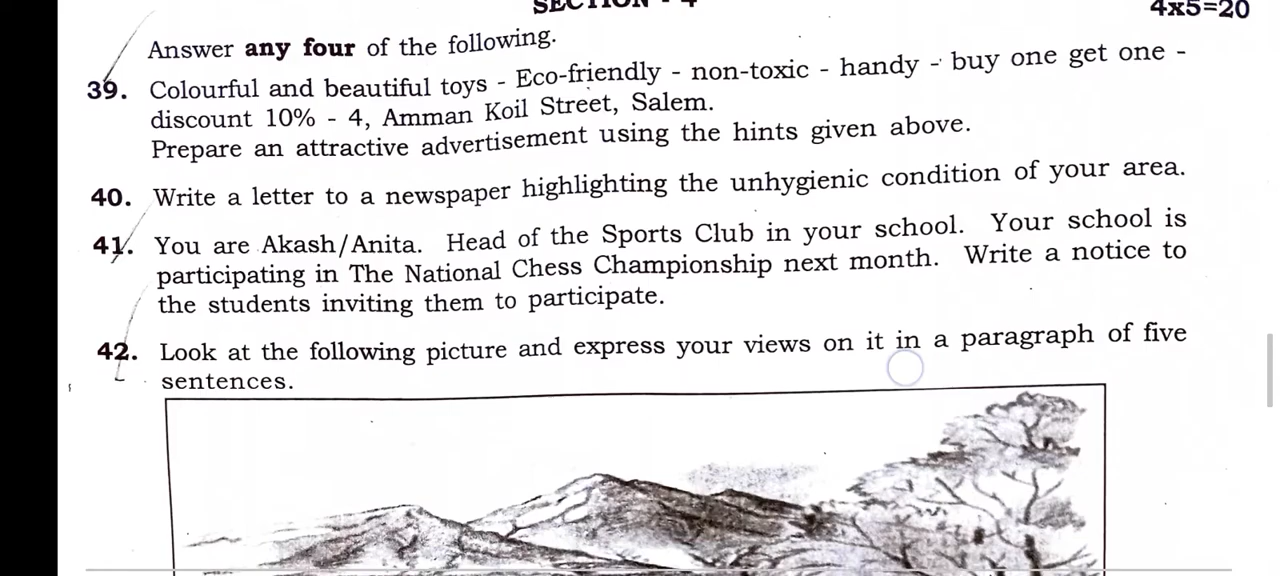 SECTION - 4
4x5=20
Answer any four of the following.
39. Colourful and beautiful toys - Eco-friendly - non-toxic - handy - buy one get one -
discount 10% - 4, Amman Koil Street, Salem.
Prepare an attractive advertisement using the hints given above.
40. Write a letter to a newspaper highlighting the unhygienic condition of your area.
41. You are Akash/Anita. Head of the Sports Club in your school. Your school is
participating in The National Chess Championship next month. Write a notice to
the students inviting them to participate.
42. Look at the following picture and express your views on it in a paragraph of five
sentences.